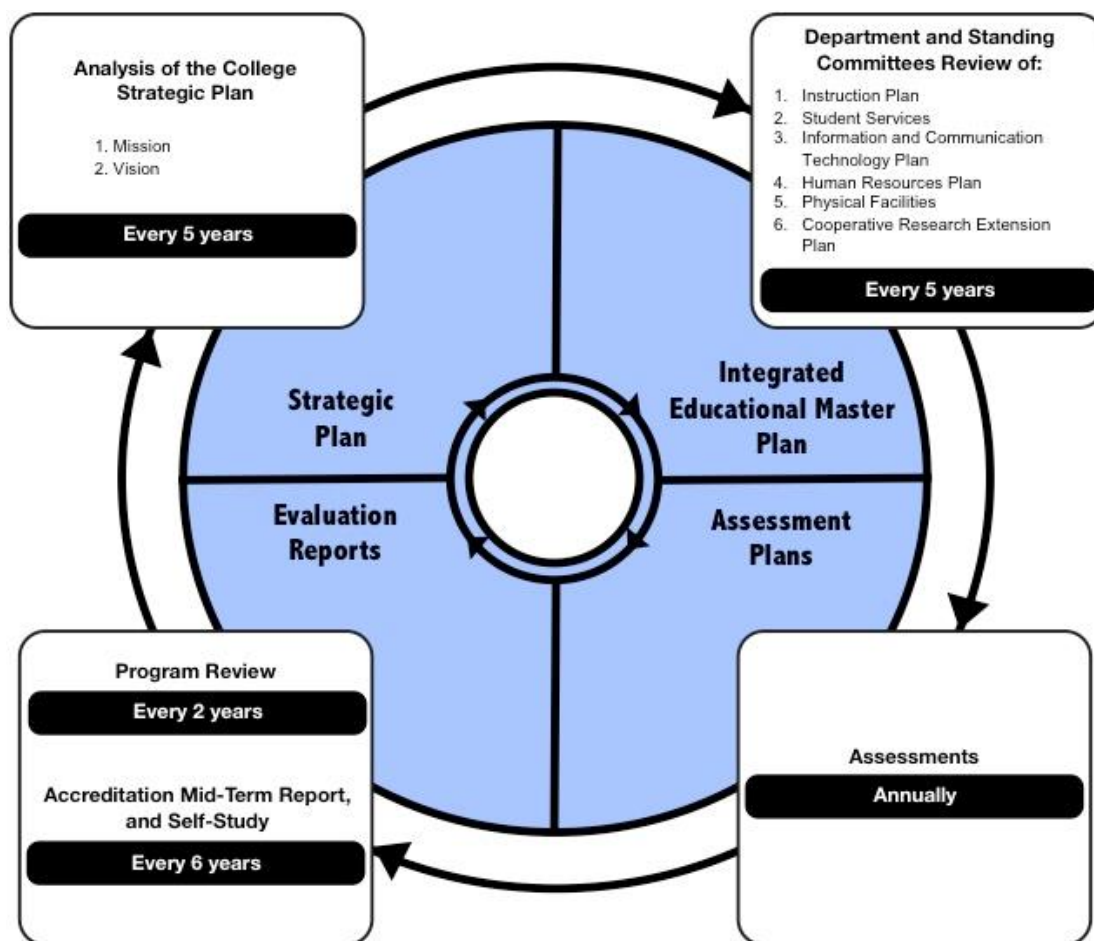 Analysis of the College
Strategic Plan
1. Mission
2. Vision
Every 5 years
Department and Standing
Committees Review of:
1. Instruction Plan
2. Student Services
3. Information and Communication
Technology Plan
4. Human Resources Plan
5. Physical Facilities
6. Cooperative Research Extension
Plan
Every 5 years
Strategic
Plan
Integrated
Educational Master
Plan
Evaluation
Reports
Assessment
Plans
Program Review
Every 2 years
Accreditation Mid-Term Report,
and Self-Study
Every 6 years
Assessments
Annually